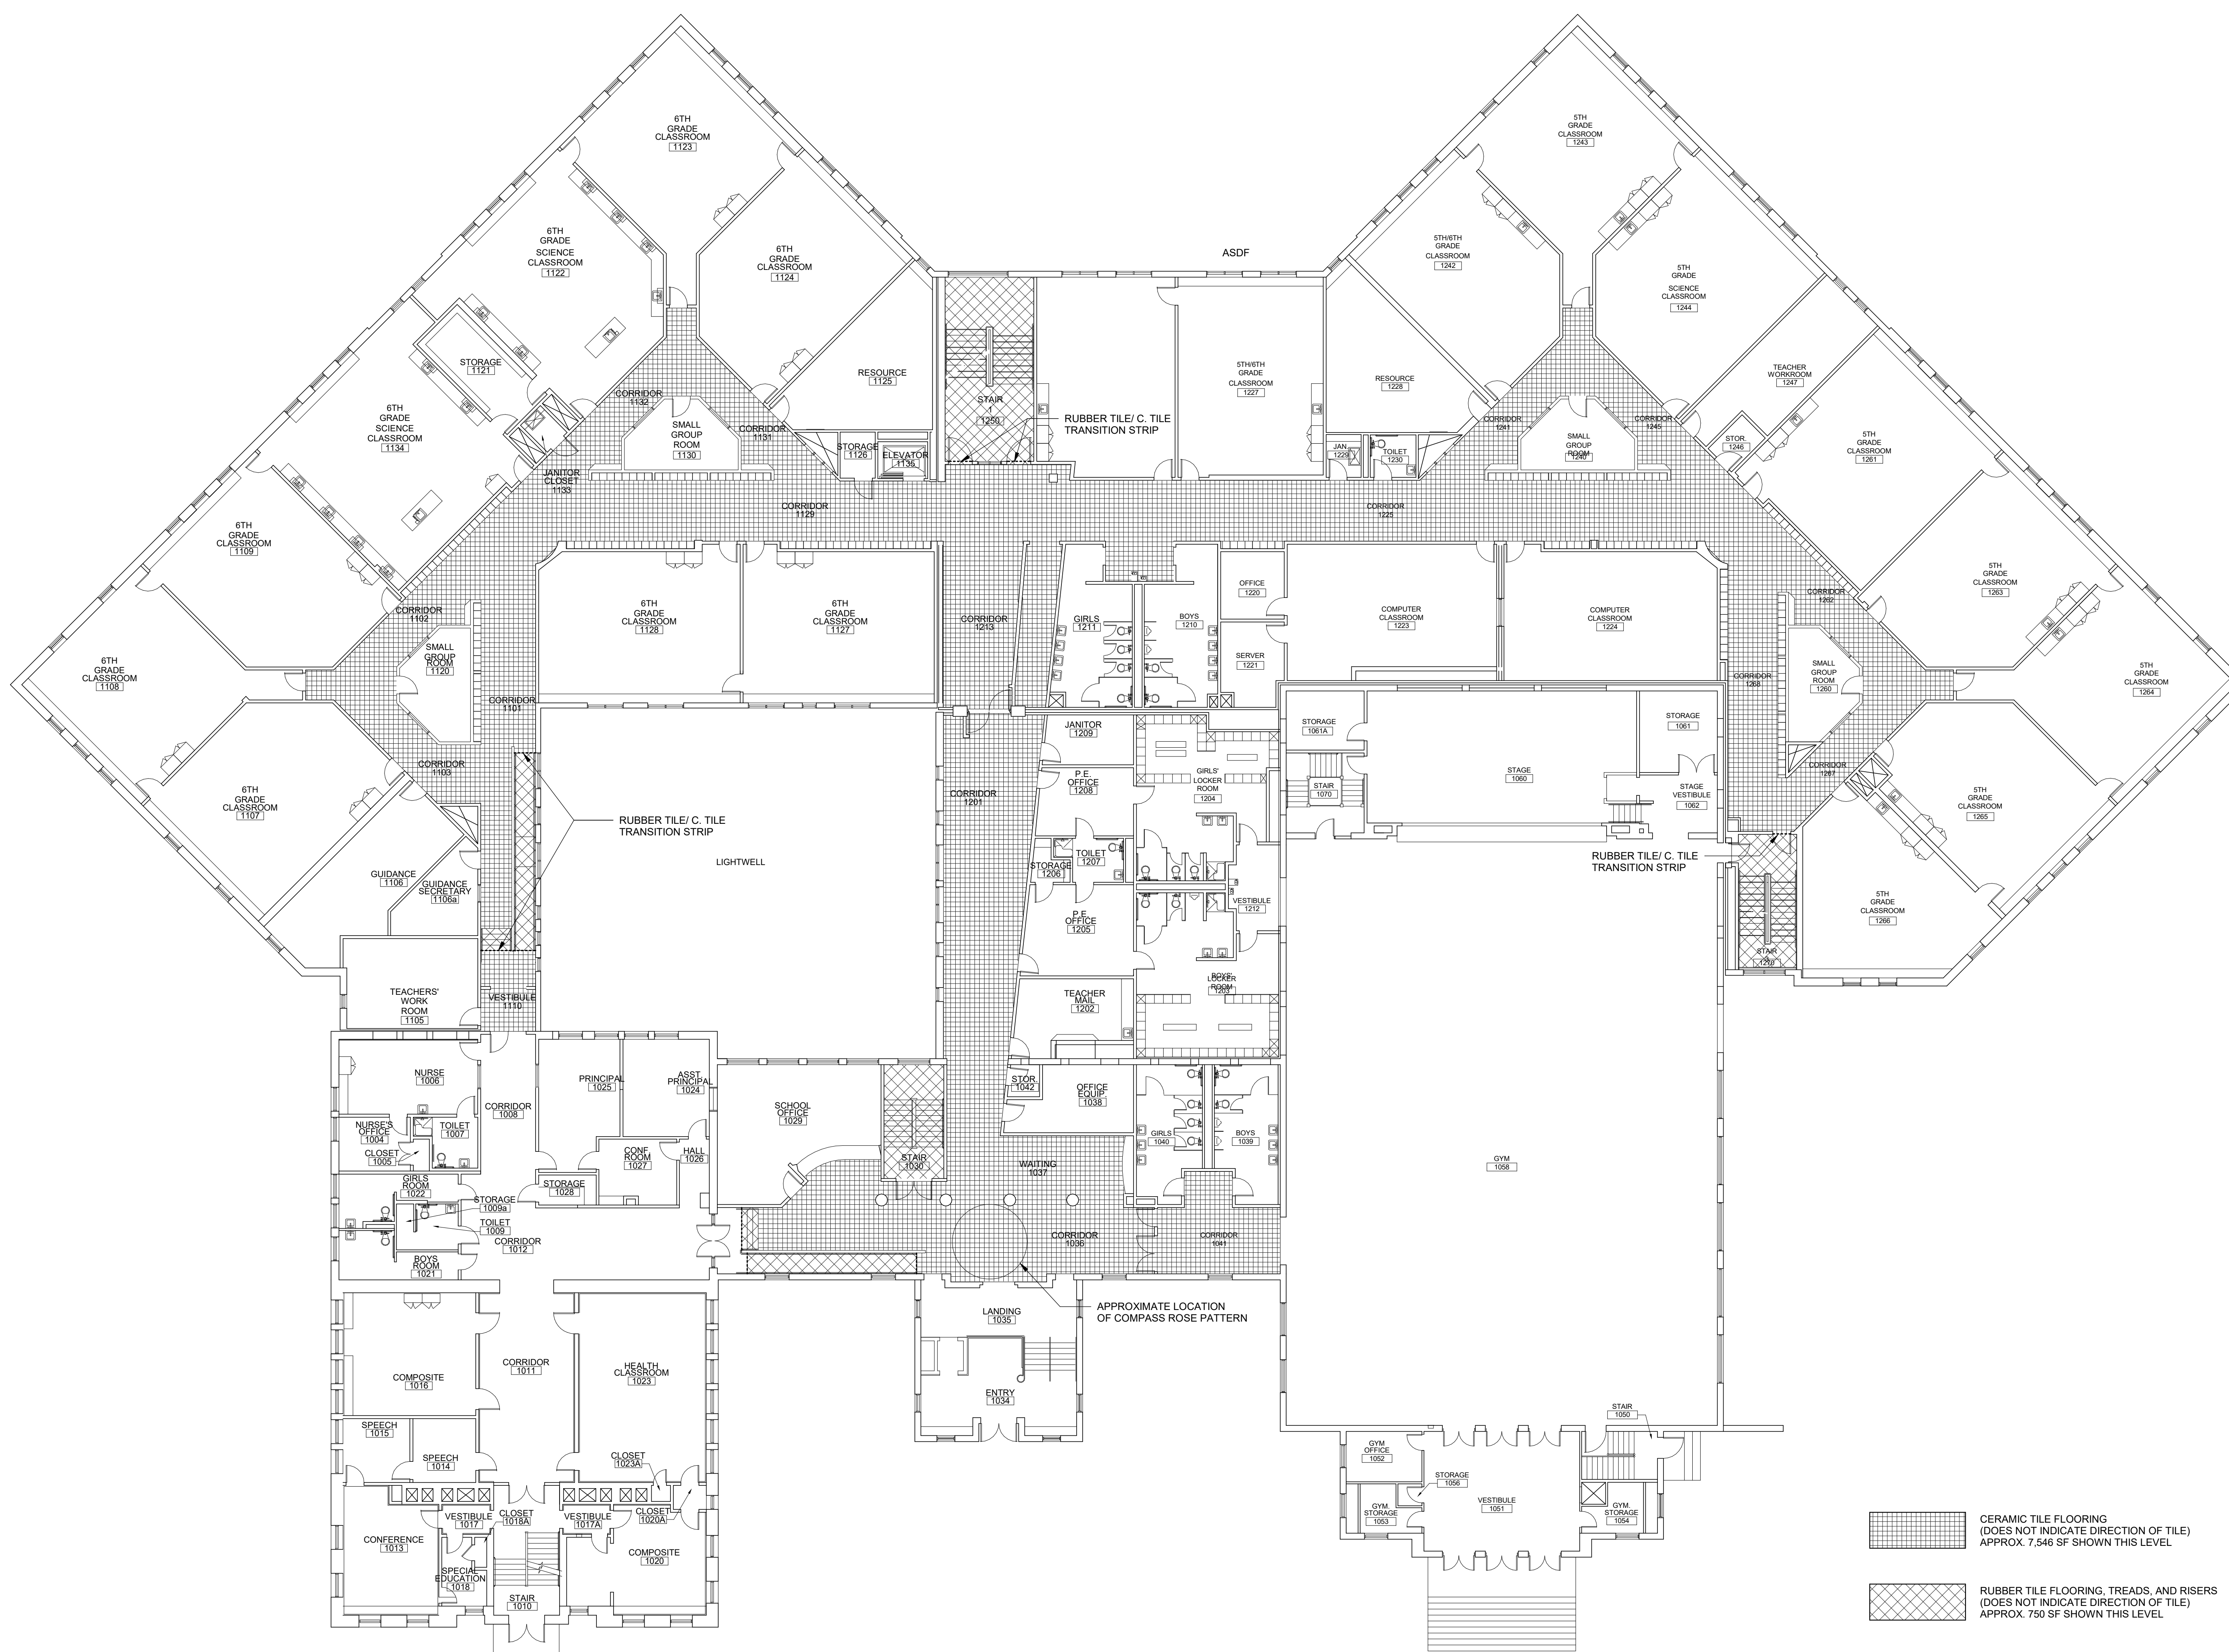 6TH
GRADE
CLASSROOM
1123
5TH
GRADE
CLASSROOM
1243
6TH
GRADE
SCIENCE
CLASSROOM
1122
6TH
GRADE
CLASSROOM
1124
ASDF
5TH/6TH
GRADE
CLASSROOM
1242
5TH
GRADE
SCIENCE
CLASSROOM
1244
STORAGE
1121
RESOURCE
1125
5TH/6TH
GRADE
CLASSROOM
1227
RESOURCE
1228
TEACHER
WORKROOM
1247
6TH
GRADE
SCIENCE
CLASSROOM
1134
CORRIDOR
1132
SMALL
GROUP
ROOM
1130
CORRIDOR
1131
STORAGE
1126
ELEVATOR
1135
STAIR
1
1250
RUBBER TILE/ C. TILE
TRANSITION STRIP
JAN.
1229
TOILET
1230
CORRIDOR
1241
SMALL
GROUP
ROOM
1240
CORRIDOR
1245
STOR.
1246
5TH
GRADE
CLASSROOM
1261
JANITOR
CLOSET
1133
CORRIDOR
1129
CORRIDOR
1225
6TH
GRADE
CLASSROOM
1109
CORRIDOR
1102
6TH
GRADE
CLASSROOM
1128
6TH
GRADE
CLASSROOM
1127
CORRIDOR
1213
GIRLS
1211
BOYS
1210
OFFICE
1220
SERVER
1221
COMPUTER
CLASSROOM
1223
COMPUTER
CLASSROOM
1224
5TH
GRADE
CLASSROOM
1263
CORRIDOR
1262
6TH
GRADE
CLASSROOM
1108
SMALL
GROUP
ROOM
1120
CORRIDOR
1101
CORRIDOR
1268
SMALL
GROUP
ROOM
1260
5TH
GRADE
CLASSROOM
1264
CORRIDOR
1103
6TH
GRADE
CLASSROOM
1107
RUBBER TILE/ C. TILE
TRANSITION STRIP
LIGHTWELL
CORRIDOR
1201
JANITOR
1209
P.E.
OFFICE
1208
GIRLS'
LOCKER
ROOM
1204
STORAGE
1061A
STAIR
1070
STAGE
1060
STORAGE
1061
STAGE
VESTIBULE
1062
CORRIDOR
1267
5TH
GRADE
CLASSROOM
1265
GUIDANCE
1106
GUIDANCE
SECRETARY
1106a
STORAGE
1206
TOILET
1207
VESTIBULE
1212
RUBBER TILE/ C. TILE
TRANSITION STRIP
5TH
GRADE
CLASSROOM
1266
P.E.
OFFICE
1205
STAIR
1270
BOYS'
LOCKER
ROOM
1203
TEACHERS'
WORK
ROOM
1105
VESTIBULE
1110
TEACHER
MAIL
1202
NURSE
1006
CORRIDOR
1008
PRINCIPAL
1025
ASST.
PRINCIPAL
1024
SCHOOL
OFFICE
1029
STOR.
1042
OFFICE
EQUIP.
1038
NURSE'S
OFFICE
1004
CLOSET
1005
TOILET
1007
CONF.
ROOM
1027
HALL
1026
STAIR
1030
WAITING
1037
GIRLS
1040
BOYS
1039
GYM
1058
GIRLS
ROOM
1022
STORAGE
1009a
STORAGE
1028
TOILET
1009
CORRIDOR
1012
BOYS
ROOM
1021
CORRIDOR
1036
CORRIDOR
1041
LANDING
1035
APPROXIMATE LOCATION
OF COMPASS ROSE PATTERN
COMPOSITE
1016
CORRIDOR
1011
HEALTH
CLASSROOM
1023
ENTRY
1034
SPEECH
1015
SPEECH
1014
CLOSET
1023A
STAIR
1050
GYM
OFFICE
1052
STORAGE
1056
CONFERENCE
1013
VESTIBULE
1017
CLOSET
1018A
VESTIBULE
1017A
CLOSET
1020A
GYM.
STORAGE
1053
VESTIBULE
1051
GYM.
STORAGE
1054
SPECIAL
EDUCATION
1018
STAIR
1010
COMPOSITE
1020
CERAMIC TILE FLOORING
(DOES NOT INDICATE DIRECTION OF TILE)
APPROX. 7,546 SF SHOWN THIS LEVEL
RUBBER TILE FLOORING, TREADS, AND RISERS
(DOES NOT INDICATE DIRECTION OF TILE)
APPROX. 750 SF SHOWN THIS LEVEL